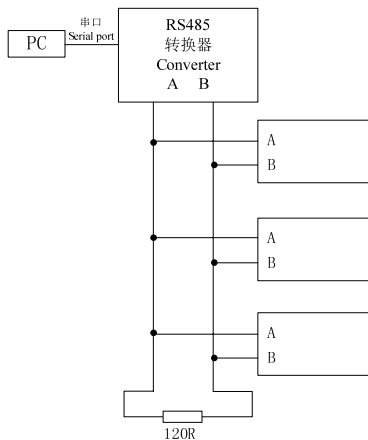 串口
Serial port
PC
RS485
转换器
Converter
A B
A
B
A
B
A
B
120R